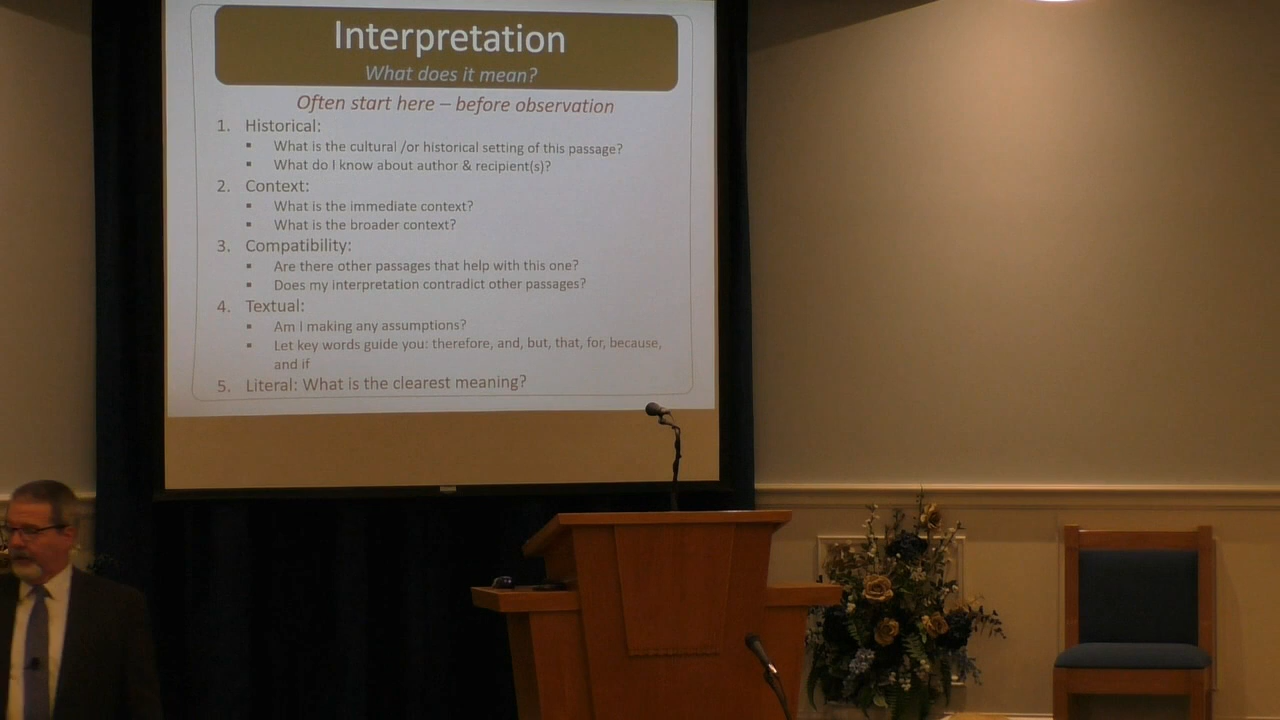 Interpretation
What does it mean?
Often start here – before observation
1. Historical:
▪ What is the cultural /or historical setting of this passage?
▪ What do I know about author & recipient(s)?
2. Context:
▪ What is the immediate context?
▪ What is the broader context?
3. Compatibility:
▪ Are there other passages that help with this one?
▪ Does my interpretation contradict other passages?
4. Textual:
▪ Am I making any assumptions?
▪ Let key words guide you: therefore, and, but, that, for, because,
and if
5. Literal: What is the clearest meaning?